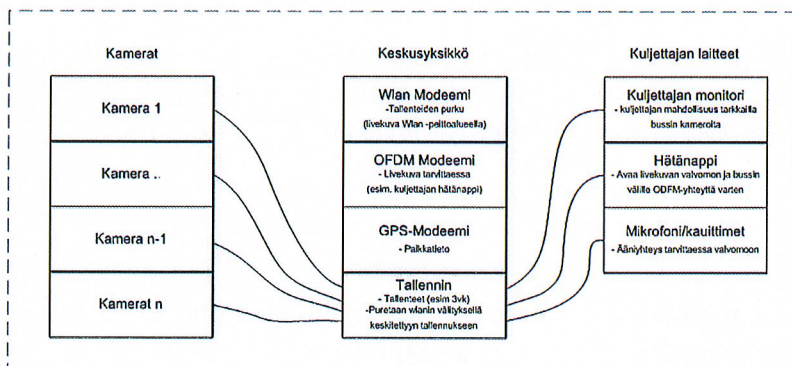 Kamerat
Kamera 1
Kamera ..
Kamera n-1
Kamerat n
Keskusyksikkö
Wlan Modeemi
-Tallenteiden purku
(livekuva Wlan -peittoalueella)
OFDM Modeemi
- Livekuva tarvittaessa
(esim. kuljettajan hätänappi)
GPS-Modeemi
- Paikkatieto
Tallennin
- Tallenteet (esim 3vk)
-Puretaan wlanin välityksellä
keskitettyyn tallennukseen
Kuljettajan laitteet
Kuljettajan monitori
- kuljettajan mahdollisuus tarkkailla
bussin kameroita
Hätänappi
- Avaa livekuvan valvomon ja bussin
välille ODFM-yhteyttä varten
Mikrofoni/kauittimet
- Ääniyhteys tarvittaessa valvomoon